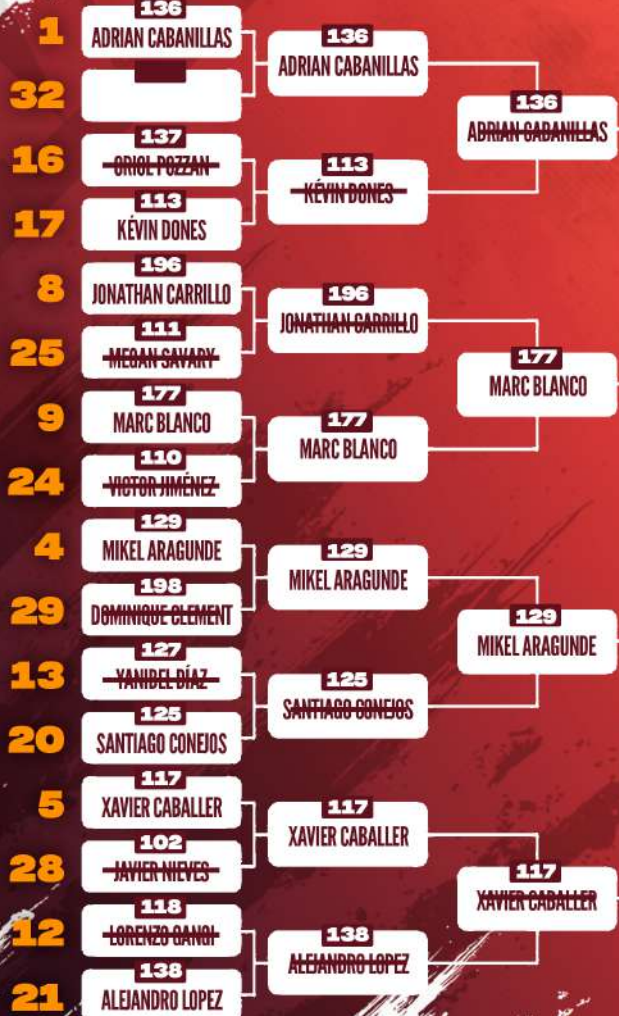 1
136
ADRIAN CABANILLAS
32
16
137
ORIOL POZZAN
17
113
KÉVIN DONES
8
196
JONATHAN CARRILLO
25
111
MEGAN SAVARY
9
177
MARC BLANCO
24
110
VICTOR JIMÉNEZ
4
129
MIKEL ARAGUNDE
29
198
DOMINIQUE CLEMENT
13
127
YANIBEL DÍAZ
20
125
SANTIAGO CONEJOS
5
117
XAVIER CABALLER
28
102
JAVIER NIEVES
12
118
LORENZO GANGI
21
138
ALEJANDRO LOPEZ
136
ADRIAN CABANILLAS
113
KÉVIN DONES
196
JONATHAN CARRILLO
177
MARC BLANCO
129
MIKEL ARAGUNDE
125
SANTIAGO CONEJOS
117
XAVIER CABALLER
138
ALEJANDRO LOPEZ
136
ADRIAN CABANILLAS
177
MARC BLANCO
129
MIKEL ARAGUNDE
117
XAVIER CABALLER